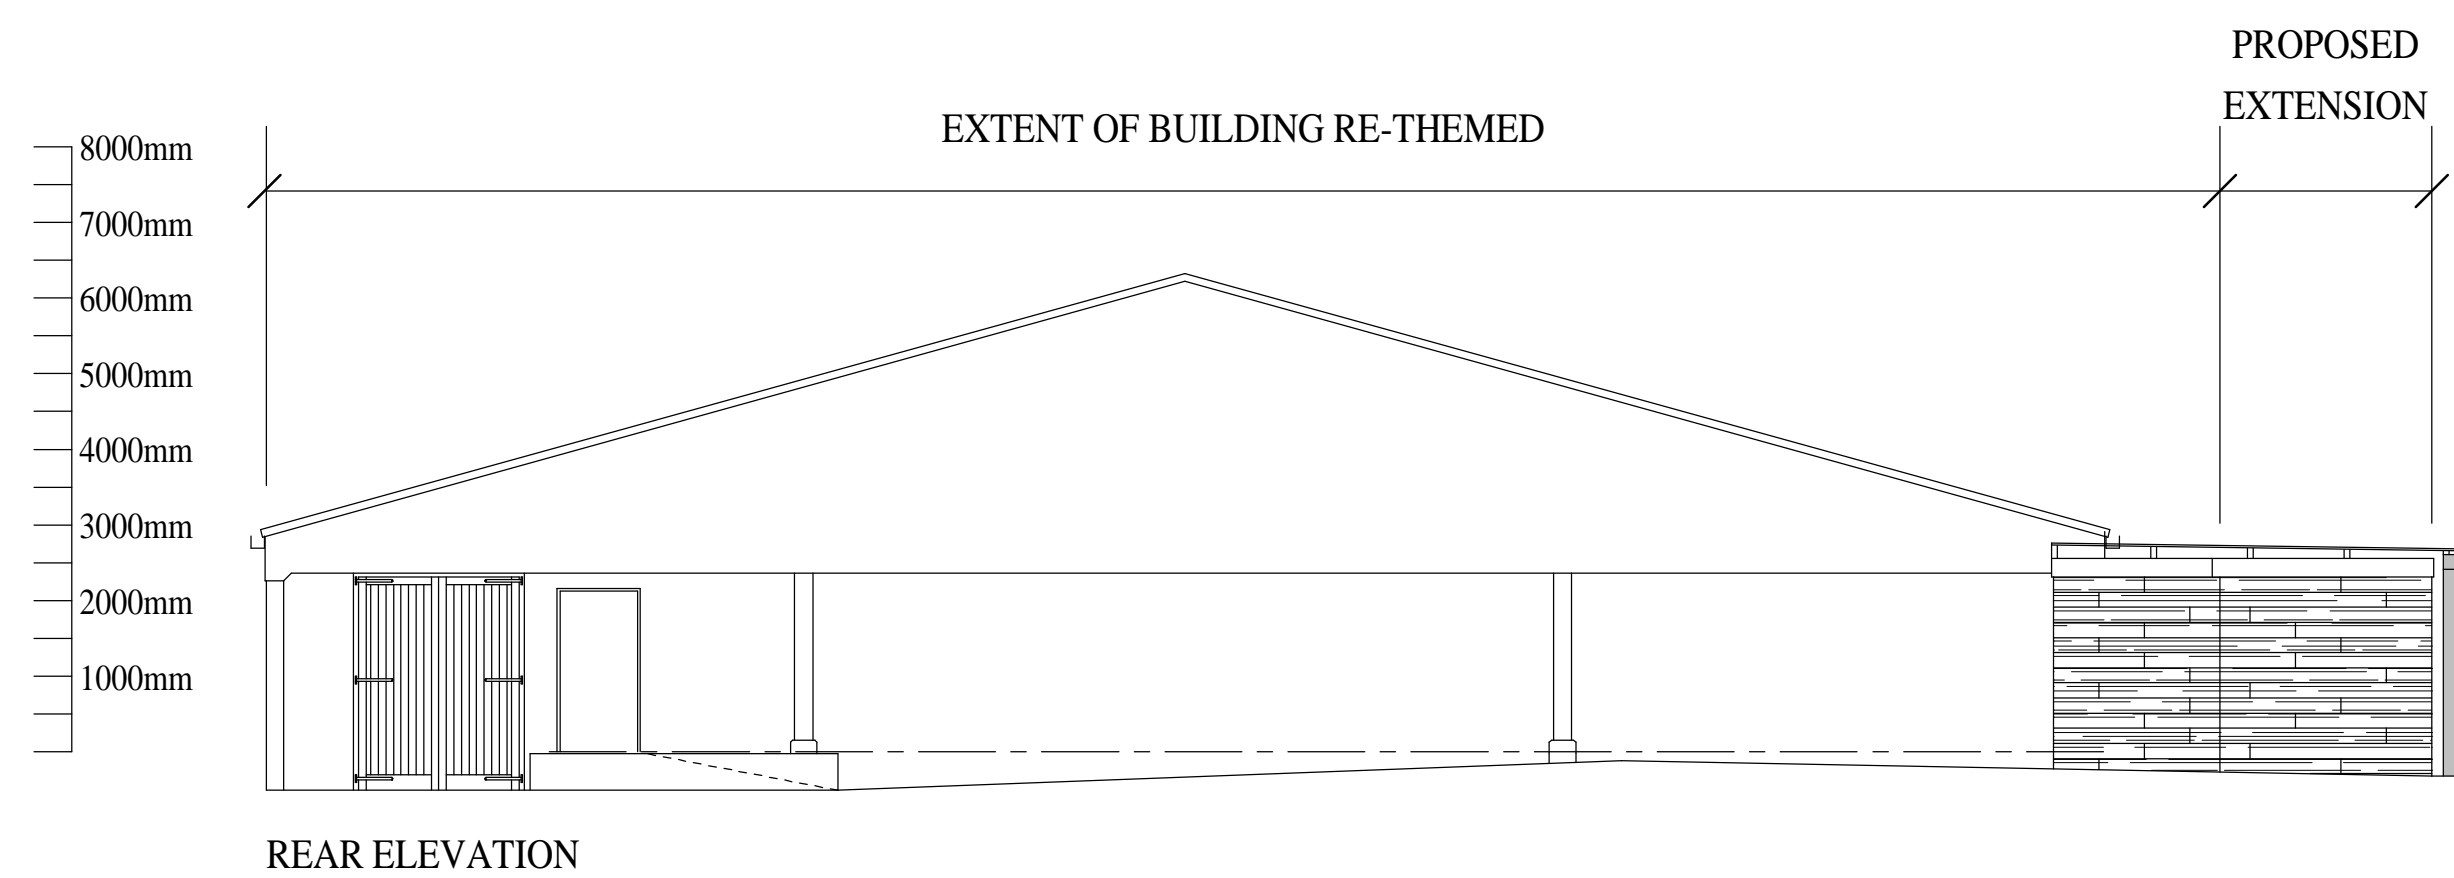 PROPOSED
EXTENSION
EXTENT OF BUILDING RE-THEMED
8000mm
7000mm
6000mm
5000mm
4000mm
3000mm
2000mm
1000mm
REAR ELEVATION